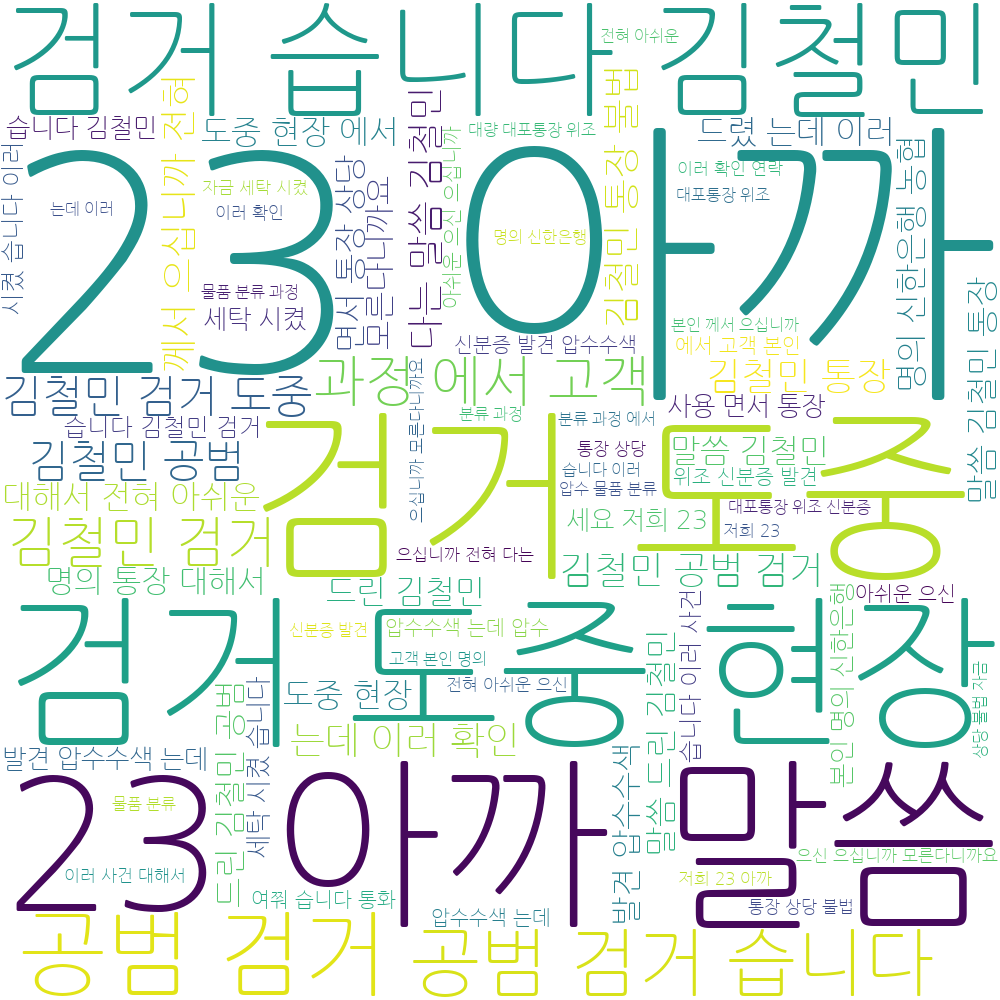 검거 습니다 김철민
전혀 아쉬운
습니다 김철민
도중 현장 에서
대량 대포통장 위조
드렸 는데 이러
23 아까
시켰 습니다 이러
는데 이러
께서 으십니까 전혀
자금 세탁 시켰
이러 확인
물품 분류 과정
세탁 시켰
면서 통장 상당
모른다니까요
다는 말씀 김철민
아쉬운 으신 으십니까
명의 신한은행
김철민 통장 불법
이러 확인 연락
대포통장 위조
명의 신한은행 농협
본인 께서 으십니까
에서 고객 본인
신분증 발견 압수수색
말씀 김철민 통장
김철민 검거 도중
과정 에서 고객
김철민 통장
습니다 김철민 검거
분류 과정
분류 과정 에서
사용 면서 통장
으십니까 모른다니까요
김철민 공범
검거 도중
통장 상당
말씀 김철민
습니다 이러
위조 신분증 발견
대해서 전혀 아쉬운
압수 물품 분류
대포통장 위조 신분증
세요 저희 23
저희 23
김철민 검거
으십니까 전혀 다는
명의 통장 대해서
드린 김철민
김철민 공범 검거
아쉬운 으신
검거 도중 현장
신분증 발견
압수수색 는데 압수
고객 본인 명의
도중 현장
전혀 아쉬운 으신
말씀 드린 김철민
습니다 이러 사건
본인 명의 신한은행
상당 불법 자금
드린 김철민 공범
세탁 시켰 습니다
발견 압수수색 는데
는데 이러 확인
23 아까 말씀
물품 분류
발견 압수수색
이러 사건 대해서
여쭤 습니다 통화
압수수색 는데
저희 23 아까
으신 으십니까 모른다니까요
통장 상당 불법
공범 검거
공범 검거 습니다